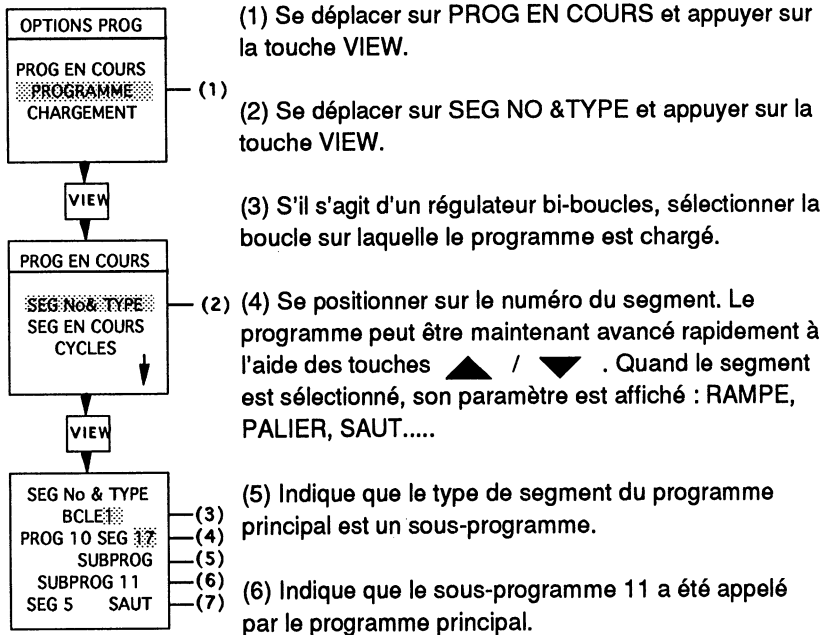 OPTIONS PROG
PROG EN COURS
PROGRAMME
CHARGEMENT
(1)
VIEW
PROG EN COURS
SEG No& TYPE
SEG EN COURS
CYCLES
(2)
VIEW
SEG No & TYPE
BCLE1
(3)
PROG 10 SEG 17
(4)
SUBPROG
(5)
SUBPROG 11
(6)
SEG 5 SAUT
(7)
(1) Se déplacer sur PROG EN COURS et appuyer sur
la touche VIEW.
(2) Se déplacer sur SEG NO &TYPE et appuyer sur la
touche VIEW.
(3) S'il s'agit d'un régulateur bi-boucles, sélectionner la
boucle sur laquelle le programme est chargé.
(4) Se positionner sur le numéro du segment. Le
programme peut être maintenant avancé rapidement à
l'aide des touches ▲ / ▼ . Quand le segment
est sélectionné, son paramètre est affiché : RAMPE,
PALIER, SAUT.....
(5) Indique que le type de segment du programme
principal est un sous-programme.
(6) Indique que le sous-programme 11 a été appelé
par le programme principal.